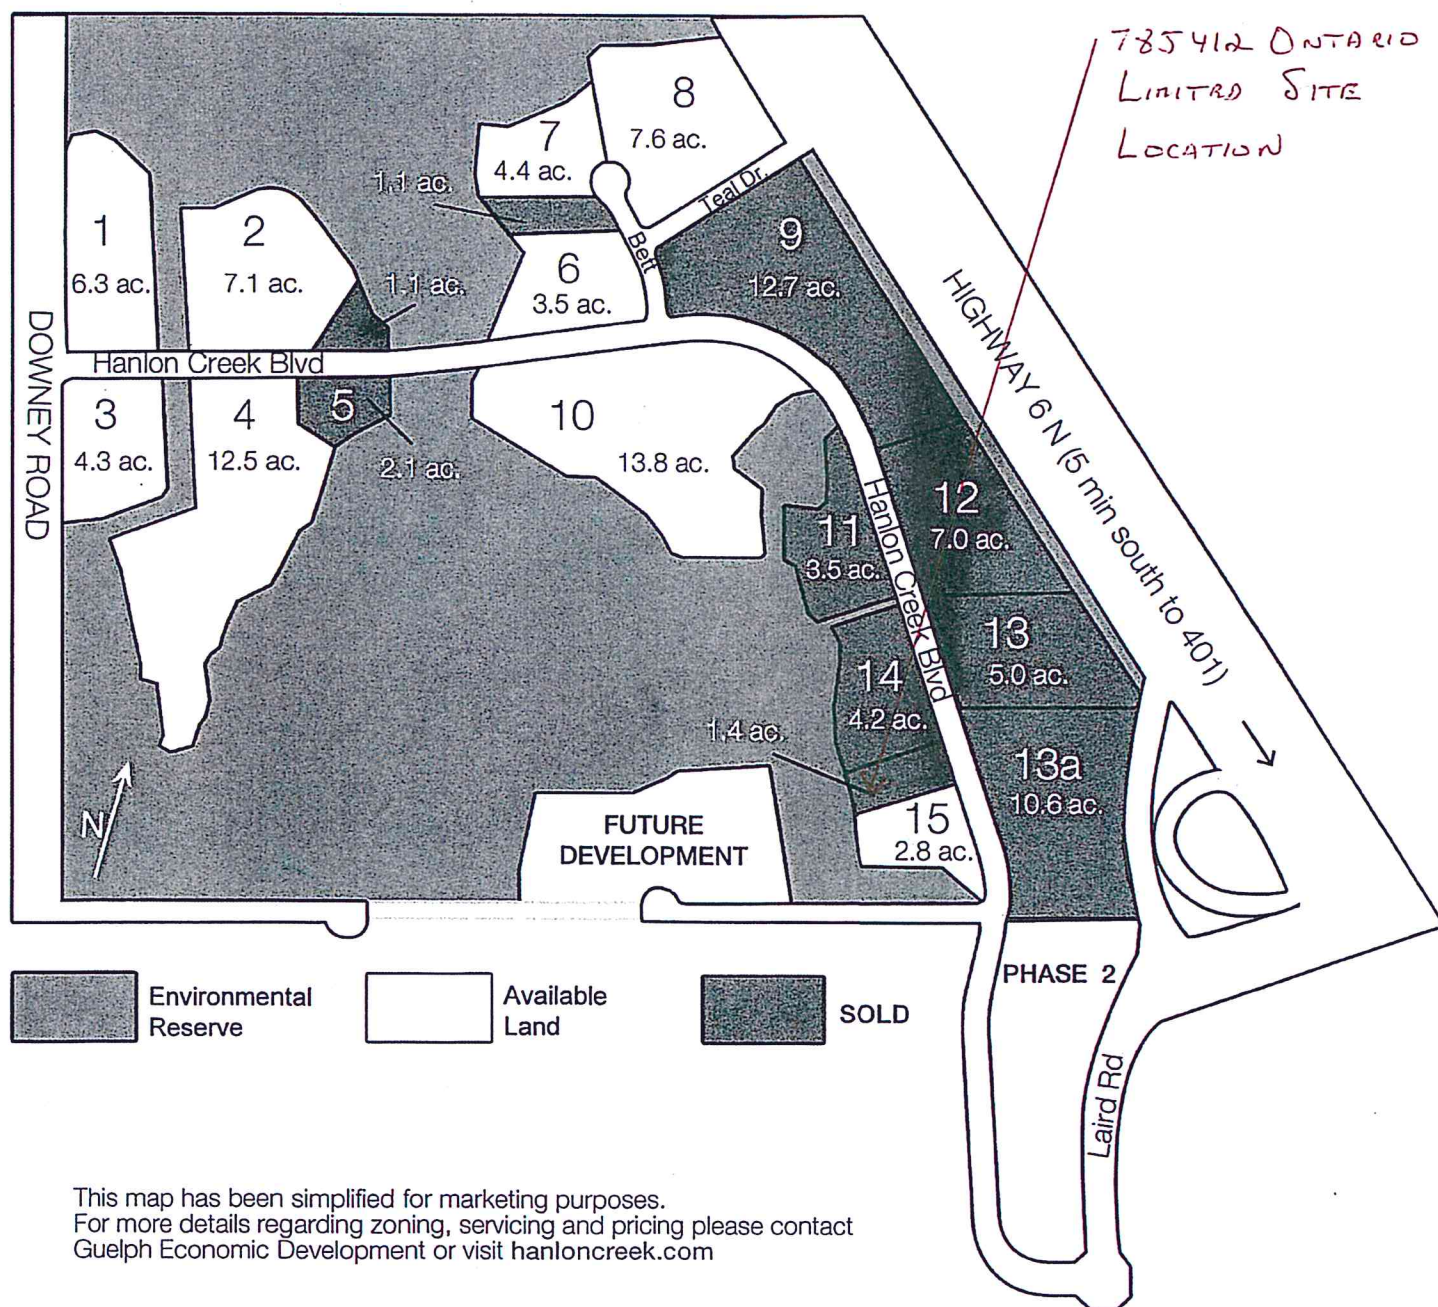 785412 ONTARIO
LIMITED SITE
LOCATION
8
7.6 ac.
7
4.4 ac.
1.1 ac.
Teal Dr.
Bett
1
6.3 ac.
2
7.1 ac.
1.1 ac.
6
3.5 ac.
9
12.7 ac.
HIGHWAY 6 N (5 min south to 401)
DOWNEY ROAD
Hanlon Creek Blvd
3
4.3 ac.
4
12.5 ac.
5
2.1 ac.
10
13.8 ac.
Hanlon Creek Blvd
11
3.5 ac.
12
7.0 ac.
13
5.0 ac.
14
4.2 ac.
1.4 ac.
13a
10.6 ac.
15
2.8 ac.
N
FUTURE
DEVELOPMENT
PHASE 2
Laird Rd
Environmental
Reserve
Available
Land
SOLD
This map has been simplified for marketing purposes.
For more details regarding zoning, servicing and pricing please contact
Guelph Economic Development or visit hanloncreek.com